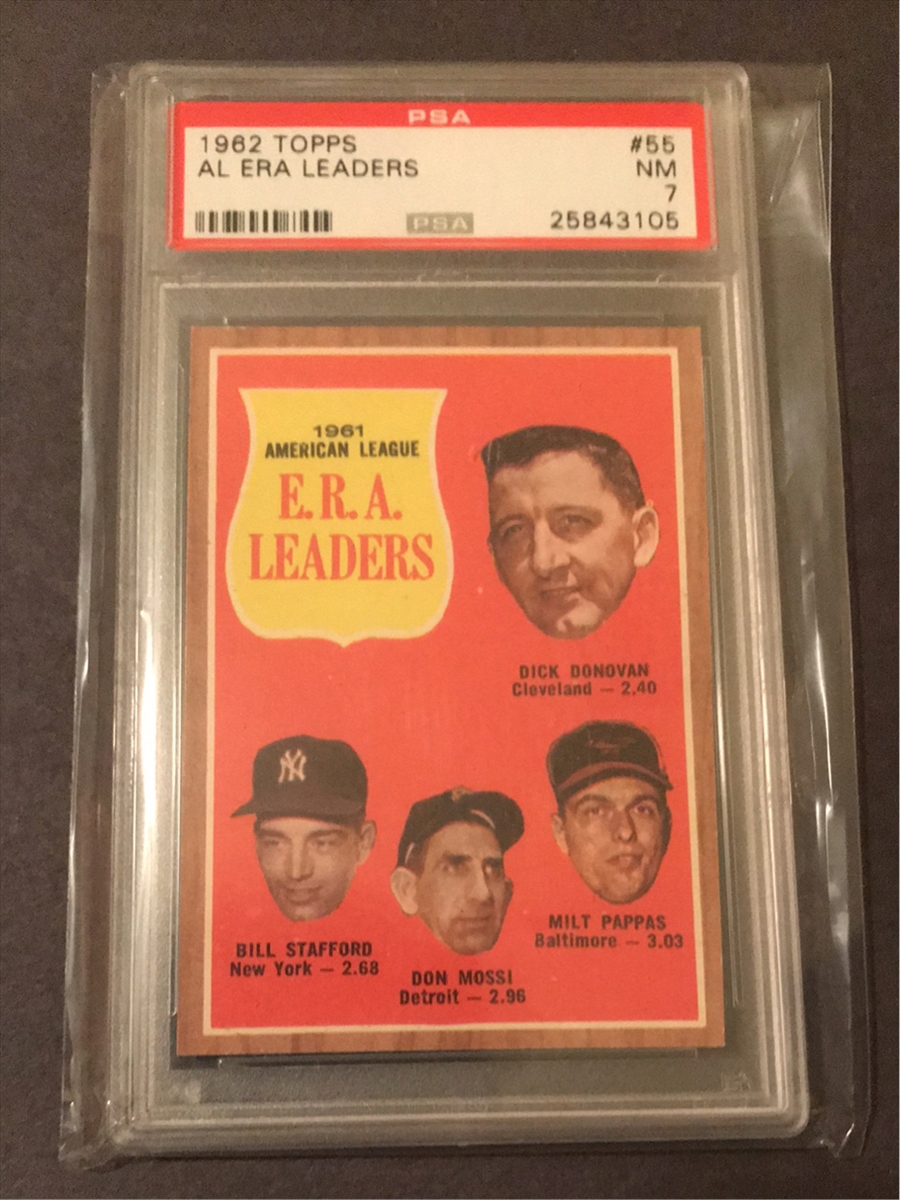 PSA
1962 TOPPS #55
AL ERA LEADERS NM
7
PSA 25843105
1961
AMERICAN LEAGUE
E.R.A.
LEADERS
DICK DONOVAN
Cleveland — 2.40
NY
BILL STAFFORD
New York — 2.68
DON MOSSI
Detroit — 2.96
MILT PAPPAS
Baltimore — 3.03